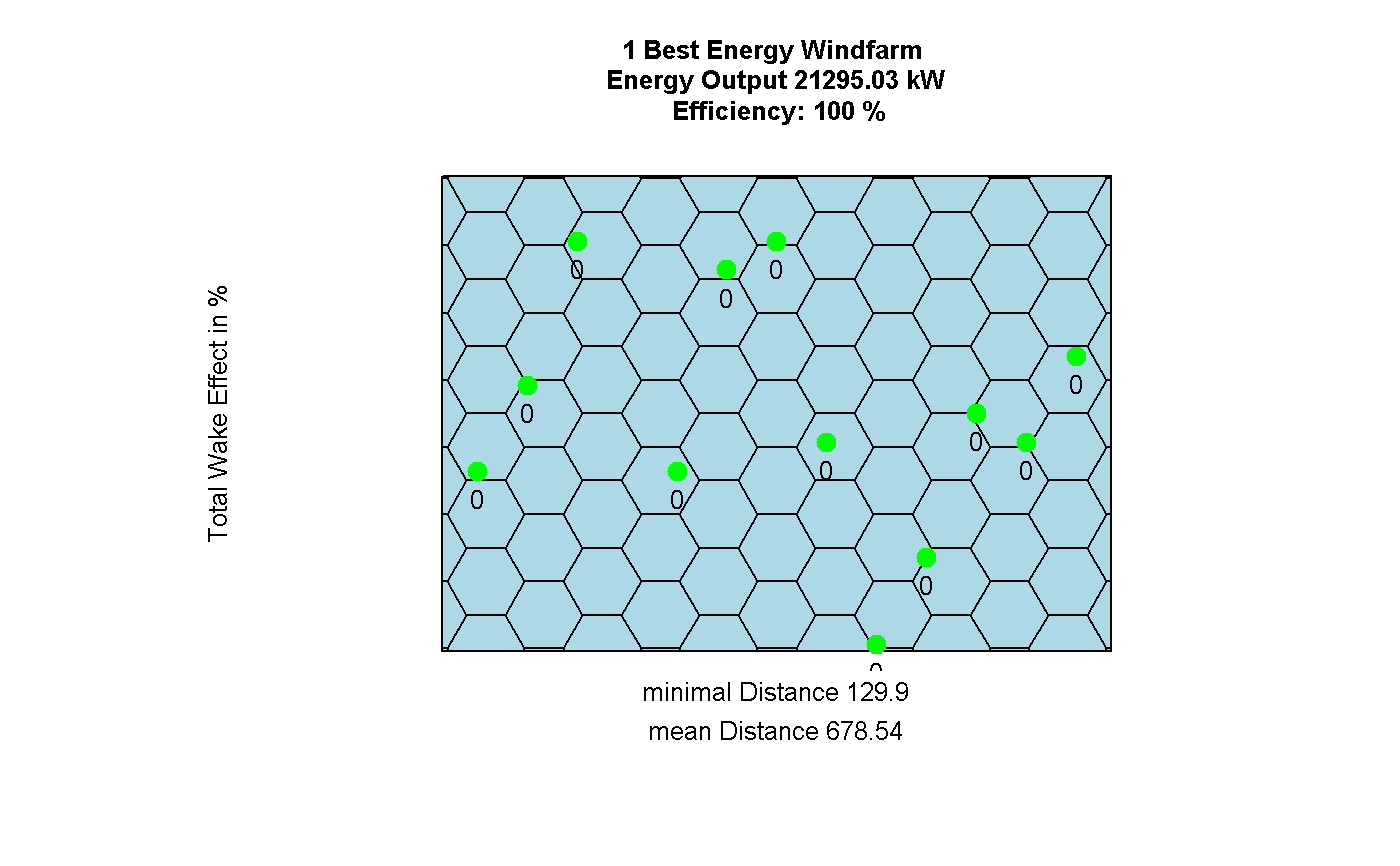 1 Best Energy Windfarm
Energy Output 21295.03 kW
Efficiency: 100 %
Total Wake Effect in %
0
0
0
0
0
0
0
0
0
0
0
0
minimal Distance 129.9
mean Distance 678.54